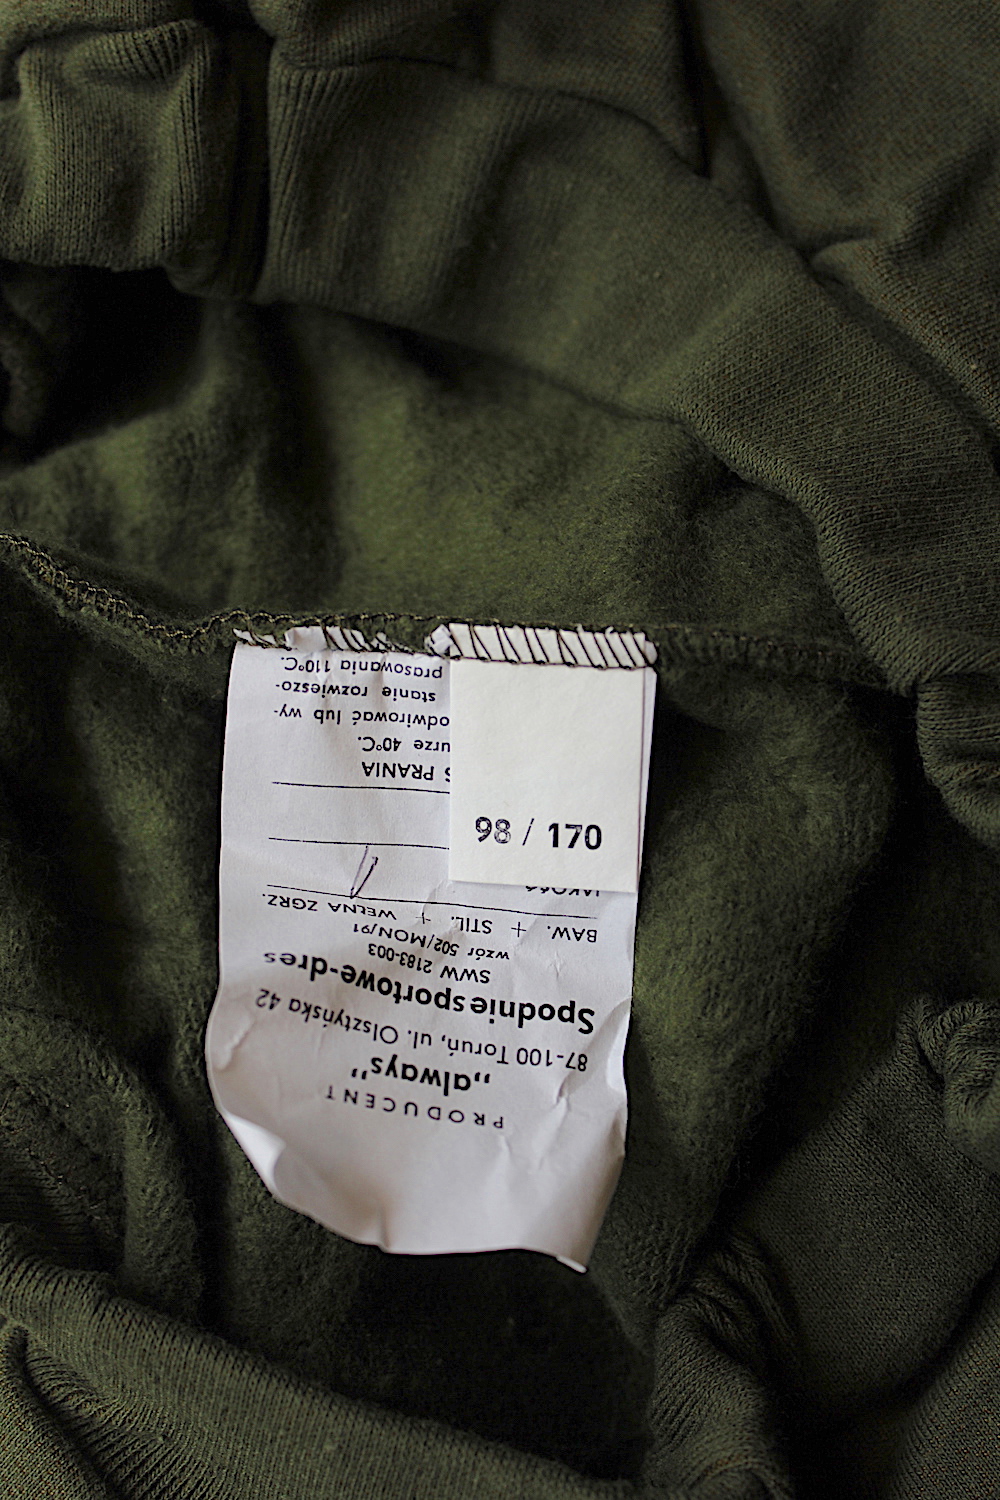 PRODUCENT
„always”
87-100 Toruń, ul. Olsztyńska 42
Spodnie sportowe-dres
SWW 2183-003
wzór 502/MON/91
BAW. + STIL. + WEŁNA ZGRZ.
JAKOŚĆ
PRANIA
40°C.
odwirować lub wy-
stanie rozwieszo-
prasowania 110°C.
98 / 170